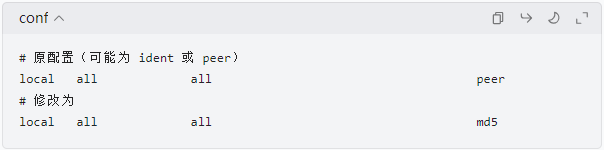 conf
# 原配置（可能为 ident 或 peer）
local   all             all                                     peer
# 修改为
local   all             all                                     md5